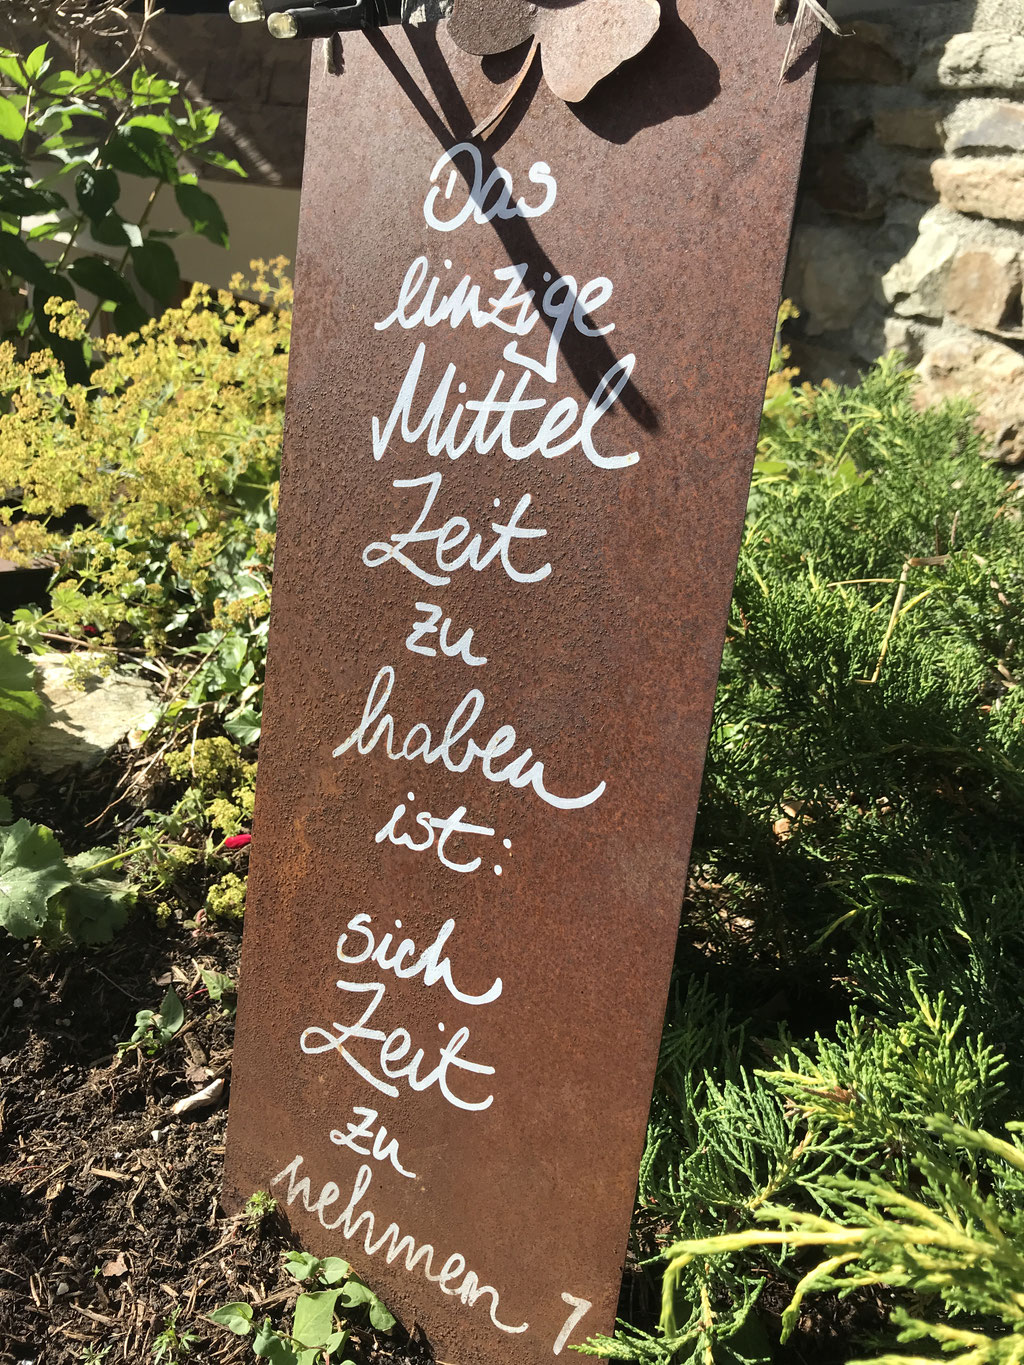 Das
einzige
Mittel
Zeit
zu
haben
ist:
sich
Zeit
zu
nehmen